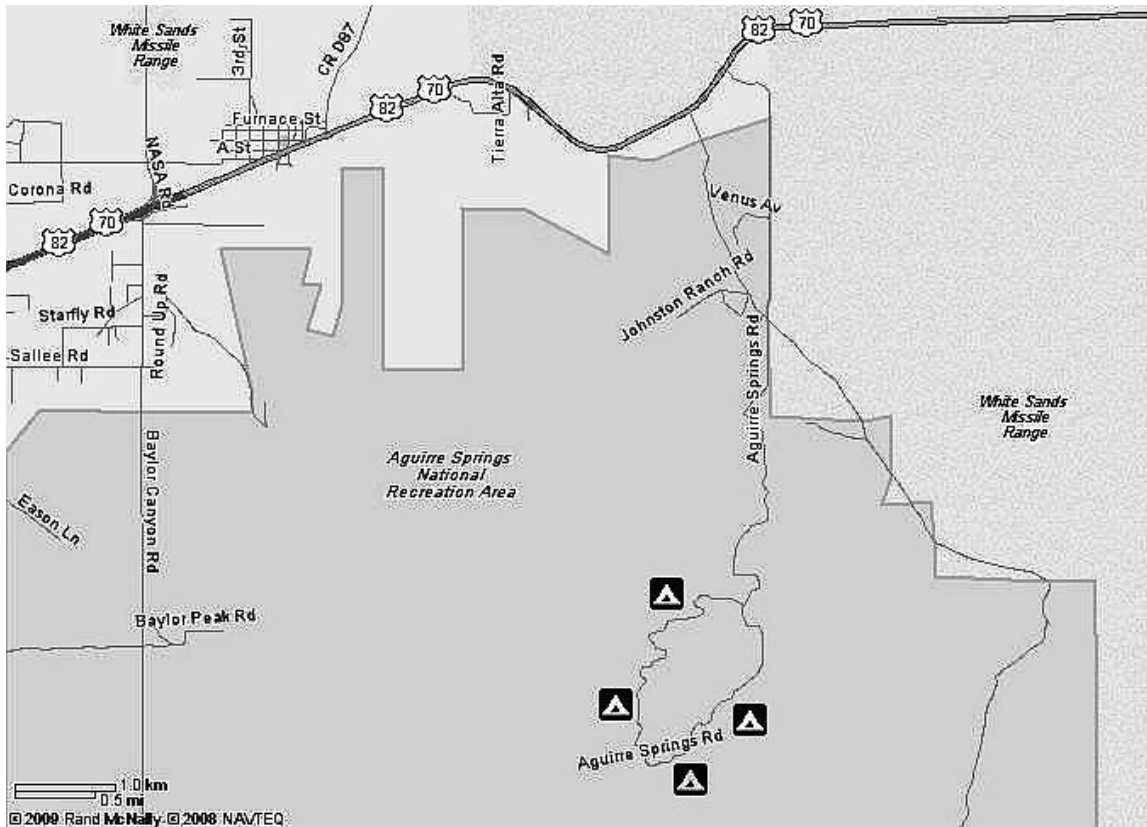 White Sands
Missile
Range
3rd St
CR D87
82
70
82
70
Furnace St
A St
Tierra Alta Rd
NASA Rd
Corona Rd
82
70
Venus Av
Johnston Ranch Rd
Round Up Rd
Starfly Rd
Sallee Rd
Aguirre Springs Rd
White Sands
Missile
Range
Aguirre Springs
National
Recreation Area
Baylor Canyon Rd
Eason Ln
Baylor Peak Rd
Aguirre Springs Rd
1.0 km
0.5 mi
© 2009 Rand McNally © 2008 NAVTEQ